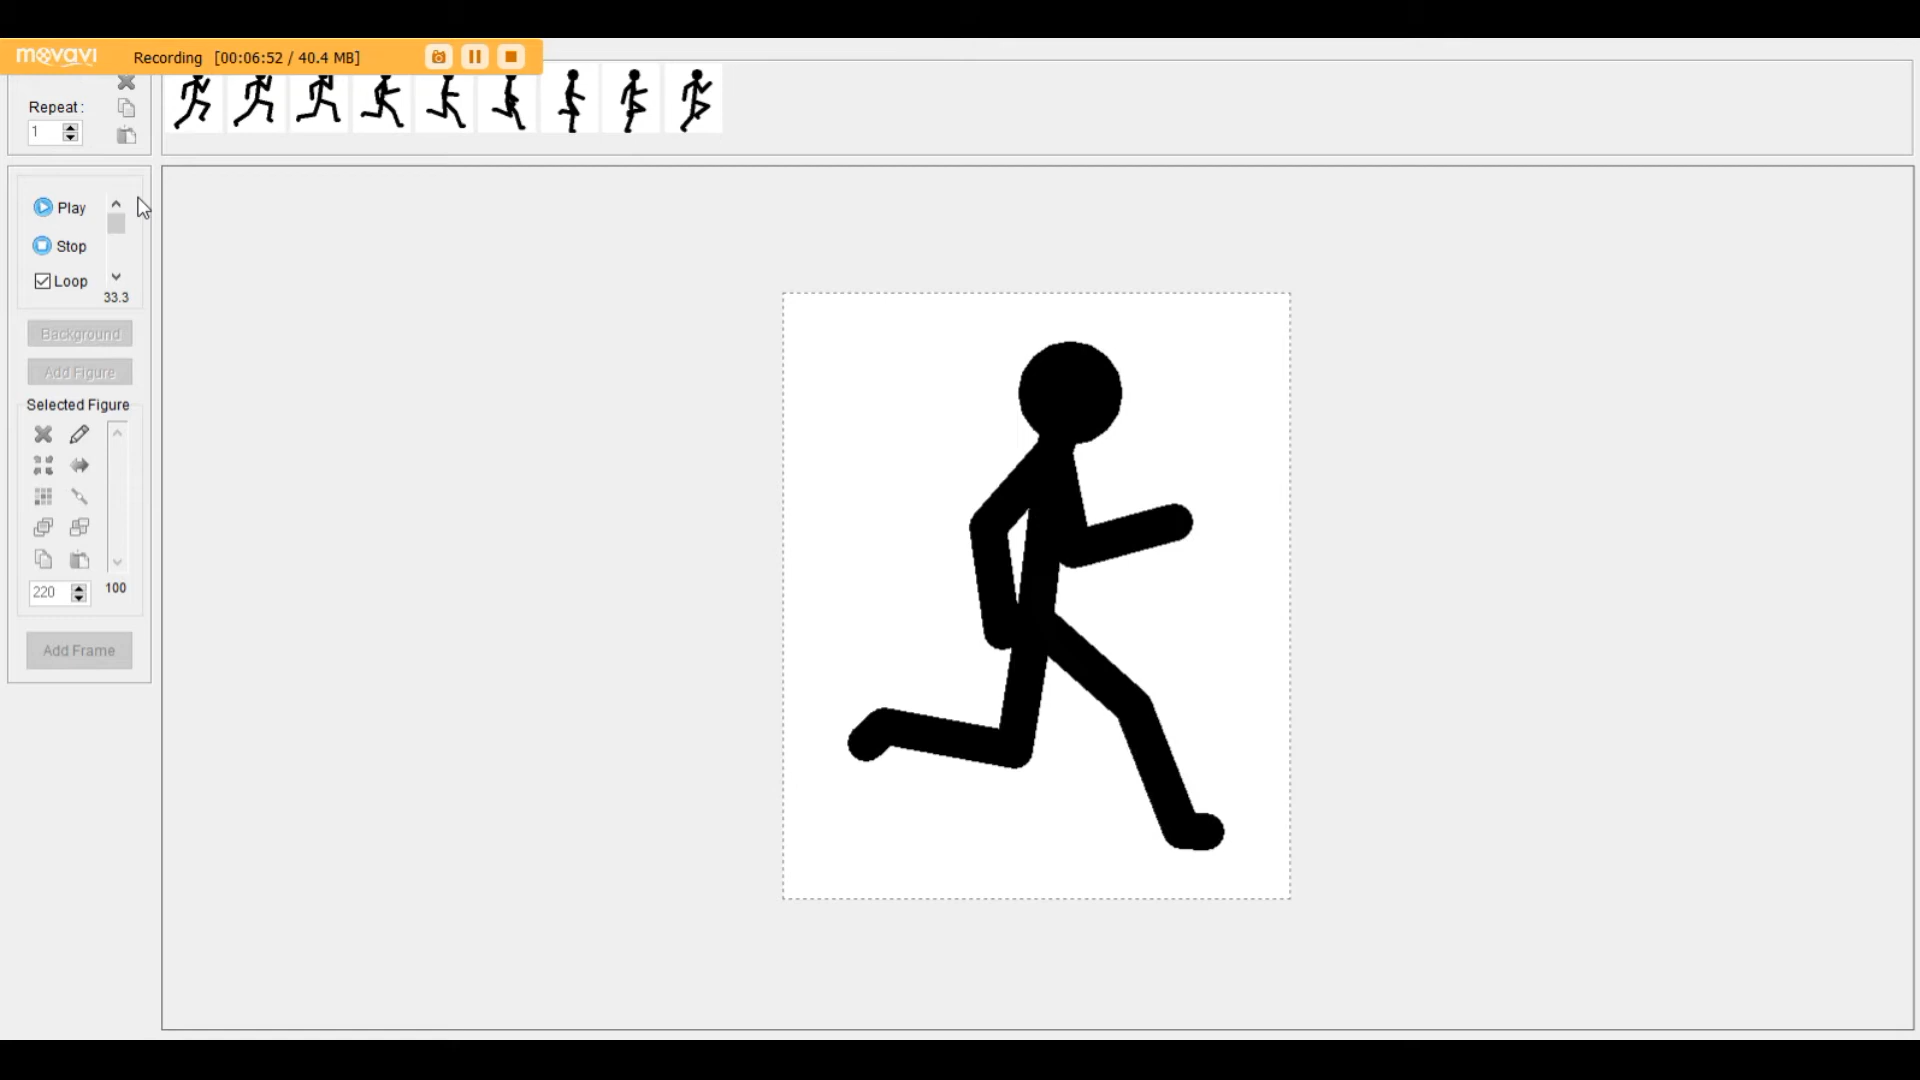 movavi
Recording [00:06:52 / 40.4 MB]
Repeat:
1
Play
Stop
Loop
33.3
Background
Add Figure
Selected Figure
220
100
Add Frame